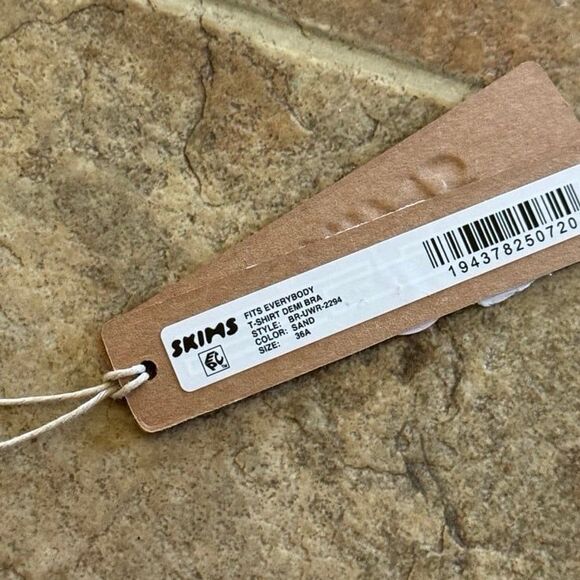 SKIMS
FITS EVERYBODY
T-SHIRT DEMI BRA
STYLE: BR-UWR-2294
COLOR: SAND
SIZE: 36A
194378250720